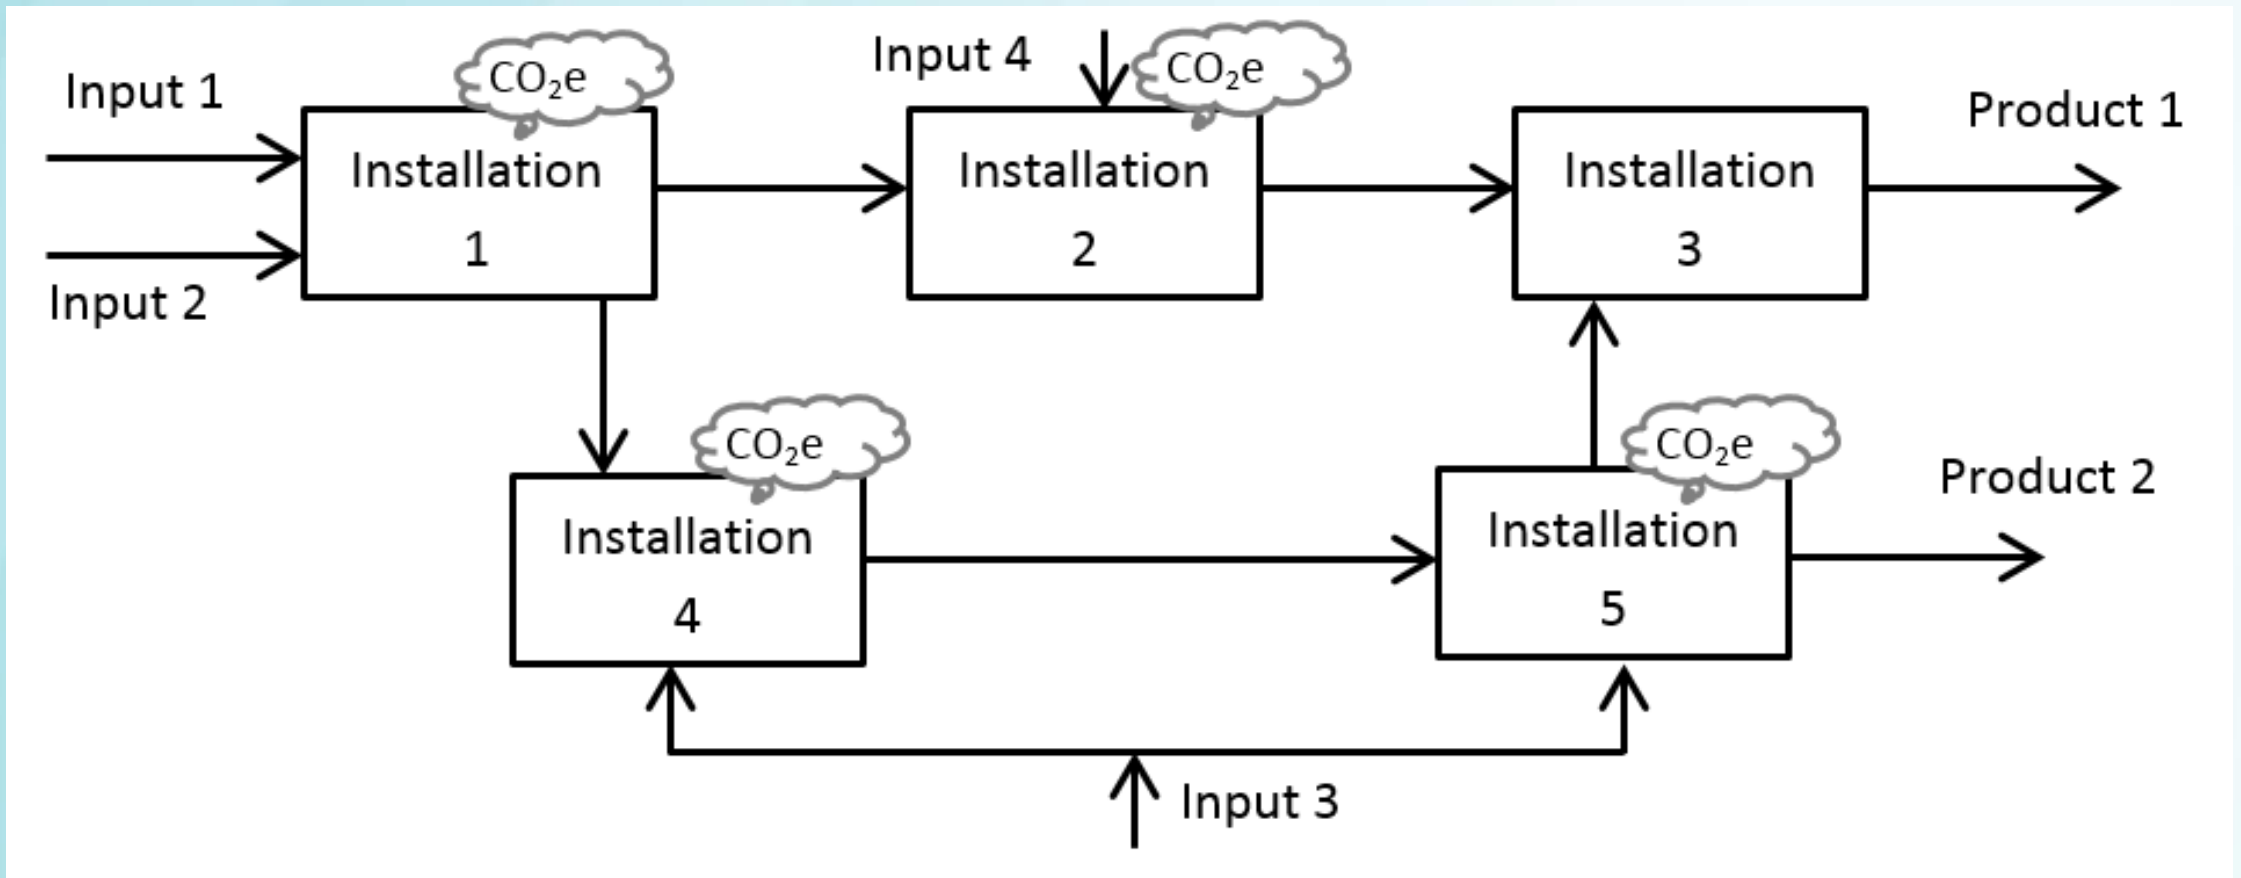 Input 1
CO₂e
Input 4
CO₂e
Product 1
Installation
1
Installation
2
Installation
3
Input 2
CO₂e
CO₂e
Product 2
Installation
4
Installation
5
Input 3